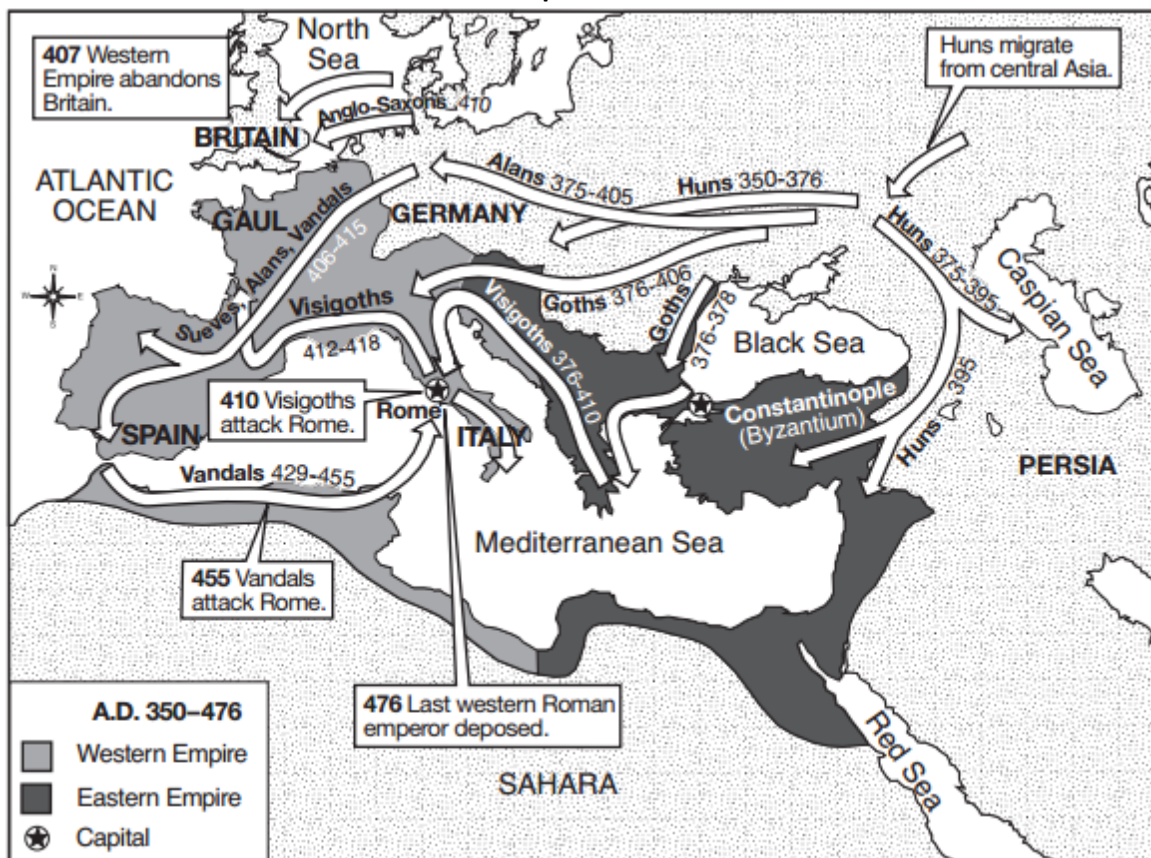 407 Western
Empire abandons
Britain.
North
Sea
Huns migrate
from central Asia.
Anglo-Saxons 410
BRITAIN
ATLANTIC
OCEAN
GAUL
GERMANY
Alans 375-405
Huns 350-376
Sueves, Alans, Vandals
406-415
Huns 375-395
Caspian Sea
Goths 376-406
Goths
376-378
Visigoths
412-418
Visigoths 376-410
Black Sea
N
W
E
S
410 Visigoths
attack Rome.
Rome
ITALY
Constantinople
(Byzantium)
Huns 395
SPAIN
PERSIA
Vandals 429-455
Mediterranean Sea
455 Vandals
attack Rome.
476 Last western Roman
emperor deposed.
Red Sea
SAHARA
A.D. 350–476
Western Empire
Eastern Empire
Capital